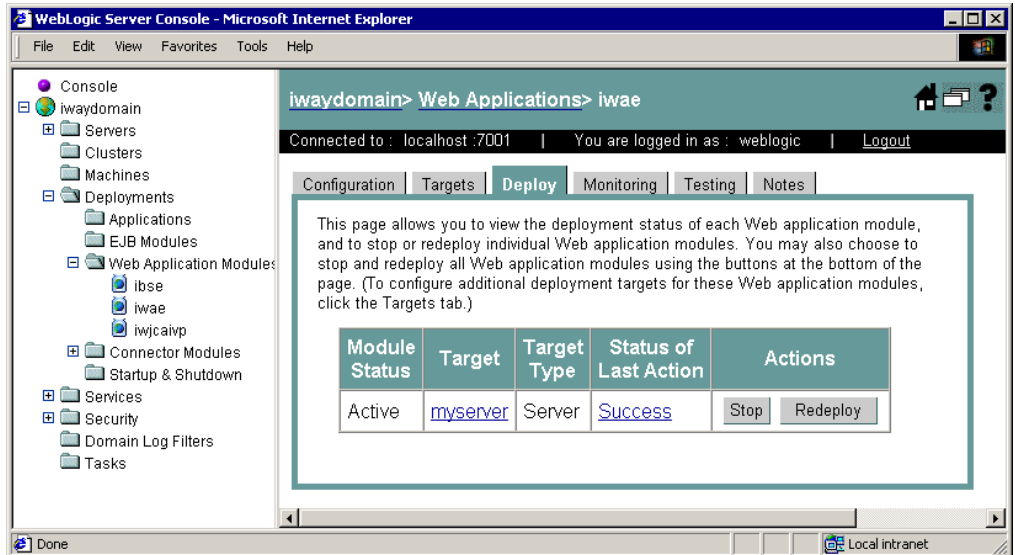 WebLogic Server Console - Microsoft Internet Explorer
File Edit View Favorites Tools Help
Console
iwaydomain
Servers
Clusters
Machines
Deployments
Applications
EJB Modules
Web Application Modules
ibse
iwae
iwjcaivp
Connector Modules
Startup & Shutdown
Services
Security
Domain Log Filters
Tasks
iwaydomain> Web Applications> iwae
?
Connected to : localhost :7001 | You are logged in as : weblogic | Logout
Configuration Targets Deploy Monitoring Testing Notes
This page allows you to view the deployment status of each Web application module,
and to stop or redeploy individual Web application modules. You may also choose to
stop and redeploy all Web application modules using the buttons at the bottom of the
page. (To configure additional deployment targets for these Web application modules,
click the Targets tab.)
Module Status Target Target Type Status of Last Action Actions
Active myserver Server Success Stop Redeploy
Done Local intranet